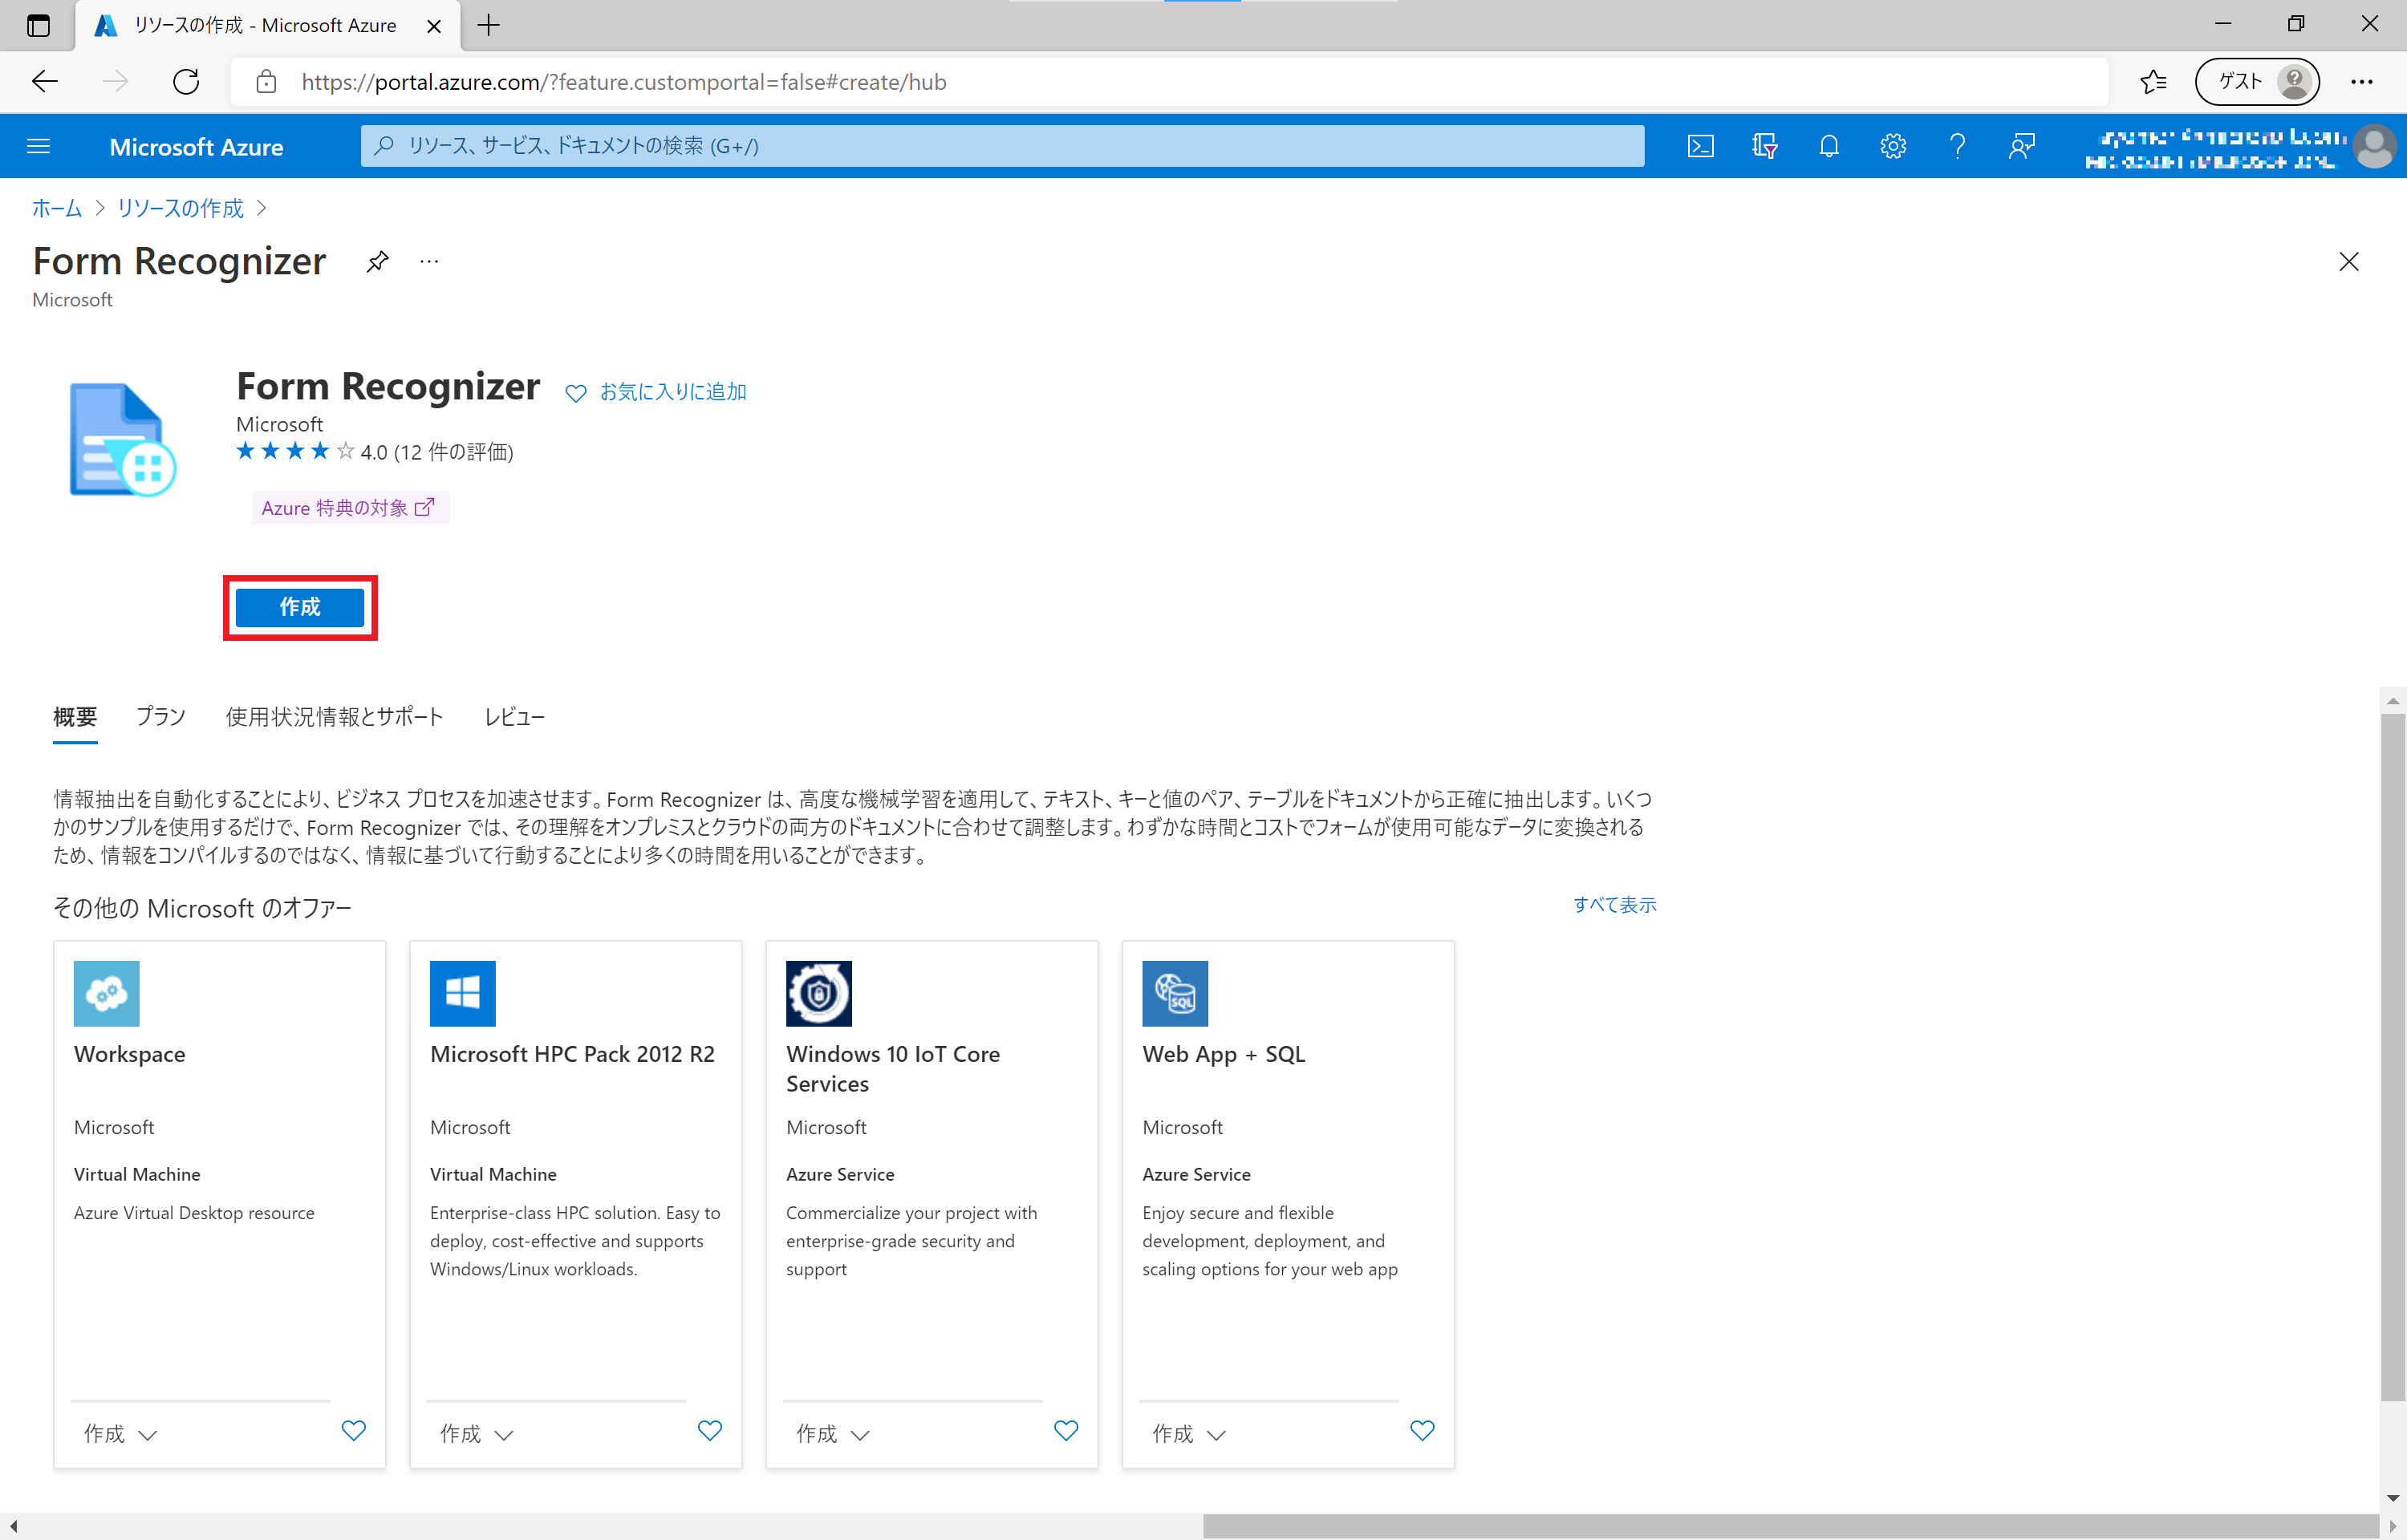 リソースの作成 - Microsoft Azure
https://portal.azure.com/?feature.customportal=false#create/hub
ゲスト
Microsoft Azure
リソース、サービス、ドキュメントの検索 (G+/)
ホーム > リソースの作成 >
Form Recognizer
Microsoft
Form Recognizer
お気に入りに追加
Microsoft
4.0 (12 件の評価)
Azure 特典の対象
作成
概要 プラン 使用状況情報とサポート レビュー
情報抽出を自動化することにより、ビジネス プロセスを加速させます。Form Recognizer は、高度な機械学習を適用して、テキスト、キーと値のペア、テーブルをドキュメントから正確に抽出します。いくつ
かのサンプルを使用するだけで、Form Recognizer では、その理解をオンプレミスとクラウドの両方のドキュメントに合わせて調整します。わずかな時間とコストでフォームが使用可能なデータに変換される
ため、情報をコンパイルするのではなく、情報に基づいて行動することにより多くの時間を用いることができます。
その他の Microsoft のオファー
すべて表示
Workspace
Microsoft
Virtual Machine
Azure Virtual Desktop resource
作成
Microsoft HPC Pack 2012 R2
Microsoft
Virtual Machine
Enterprise-class HPC solution. Easy to
deploy, cost-effective and supports
Windows/Linux workloads.
作成
Windows 10 IoT Core
Services
Microsoft
Azure Service
Commercialize your project with
enterprise-grade security and
support
作成
SQL
Web App + SQL
Microsoft
Azure Service
Enjoy secure and flexible
development, deployment, and
scaling options for your web app
作成